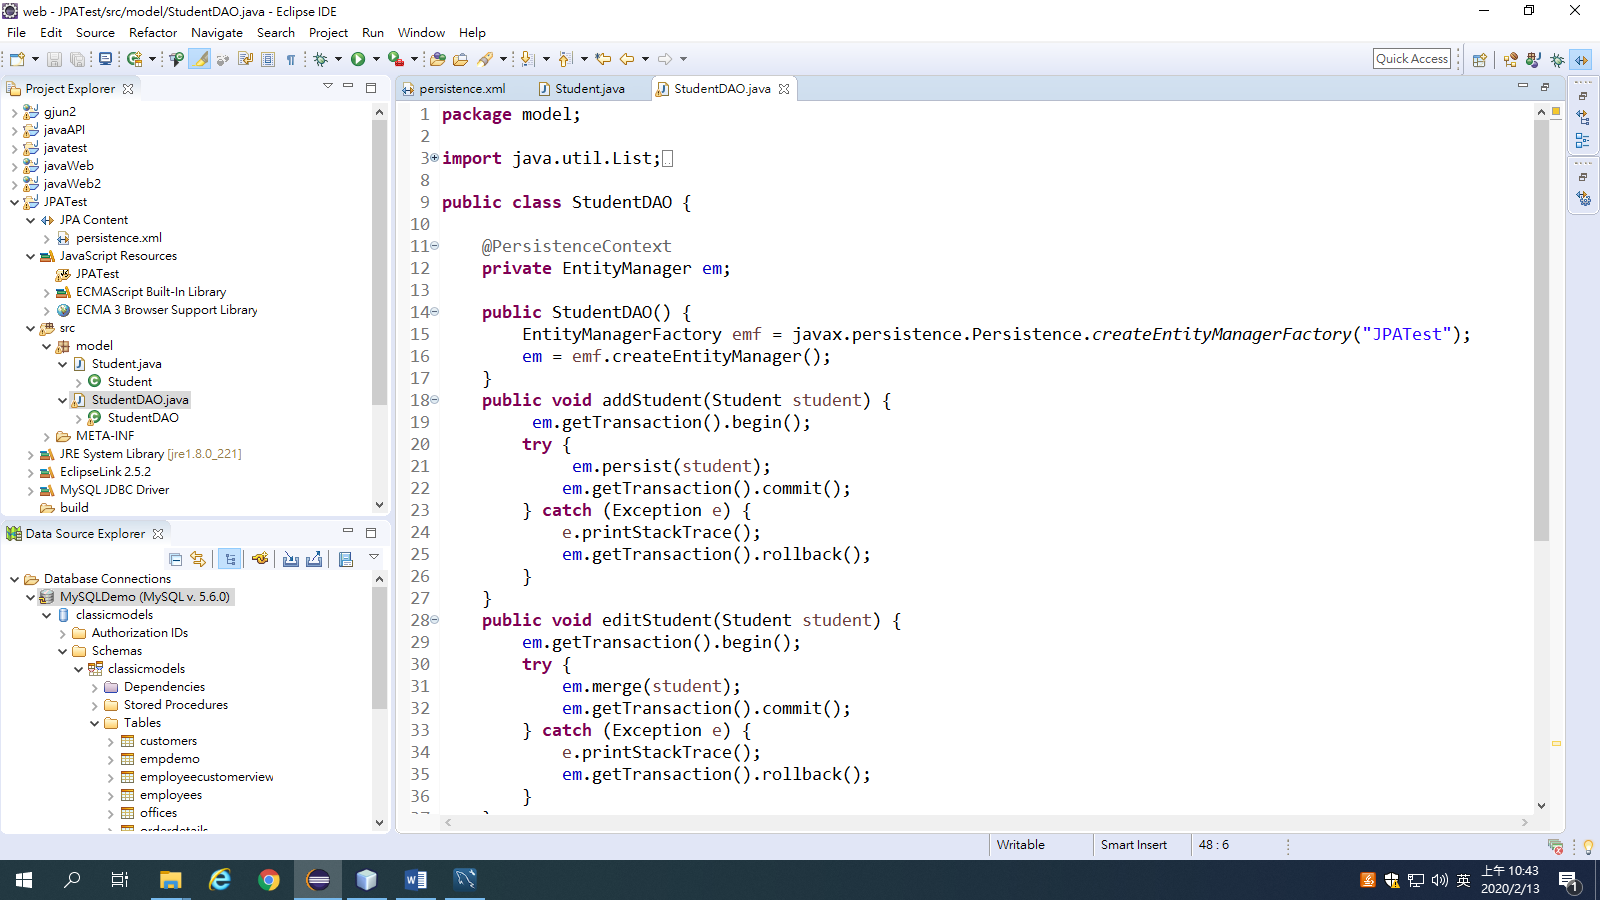 web - JPATest/src/model/StudentDAO.java - Eclipse IDE
File Edit Source Refactor Navigate Search Project Run Window Help
Quick Access
Project Explorer
gjun2
javaAPI
javatest
javaWeb
javaWeb2
JPATest
JPA Content
persistence.xml
JavaScript Resources
JPATest
ECMAScript Built-In Library
ECMA 3 Browser Support Library
src
model
Student.java
Student
StudentDAO.java
StudentDAO
META-INF
JRE System Library [jre1.8.0_221]
EclipseLink 2.5.2
MySQL JDBC Driver
build
Data Source Explorer
Database Connections
MySQLDemo (MySQL v. 5.6.0)
classicmodels
Authorization IDs
Schemas
classicmodels
Dependencies
Stored Procedures
Tables
customers
empdemo
employeecustomerview
employees
offices
orderdetails
persistence.xml Student.java StudentDAO.java
1 package model;
2
3 import java.util.List;
8
9 public class StudentDAO {
10
11 @PersistenceContext
12 private EntityManager em;
13
14 public StudentDAO() {
15 EntityManagerFactory emf = javax.persistence.Persistence.createEntityManagerFactory("JPATest");
16 em = emf.createEntityManager();
17 }
18 public void addStudent(Student student) {
19 em.getTransaction().begin();
20 try {
21 em.persist(student);
22 em.getTransaction().commit();
23 } catch (Exception e) {
24 e.printStackTrace();
25 em.getTransaction().rollback();
26 }
27 }
28 public void editStudent(Student student) {
29 em.getTransaction().begin();
30 try {
31 em.merge(student);
32 em.getTransaction().commit();
33 } catch (Exception e) {
34 e.printStackTrace();
35 em.getTransaction().rollback();
36 }
37 }
Writable Smart Insert 48 : 6
英 上午 10:43
2020/2/13
1